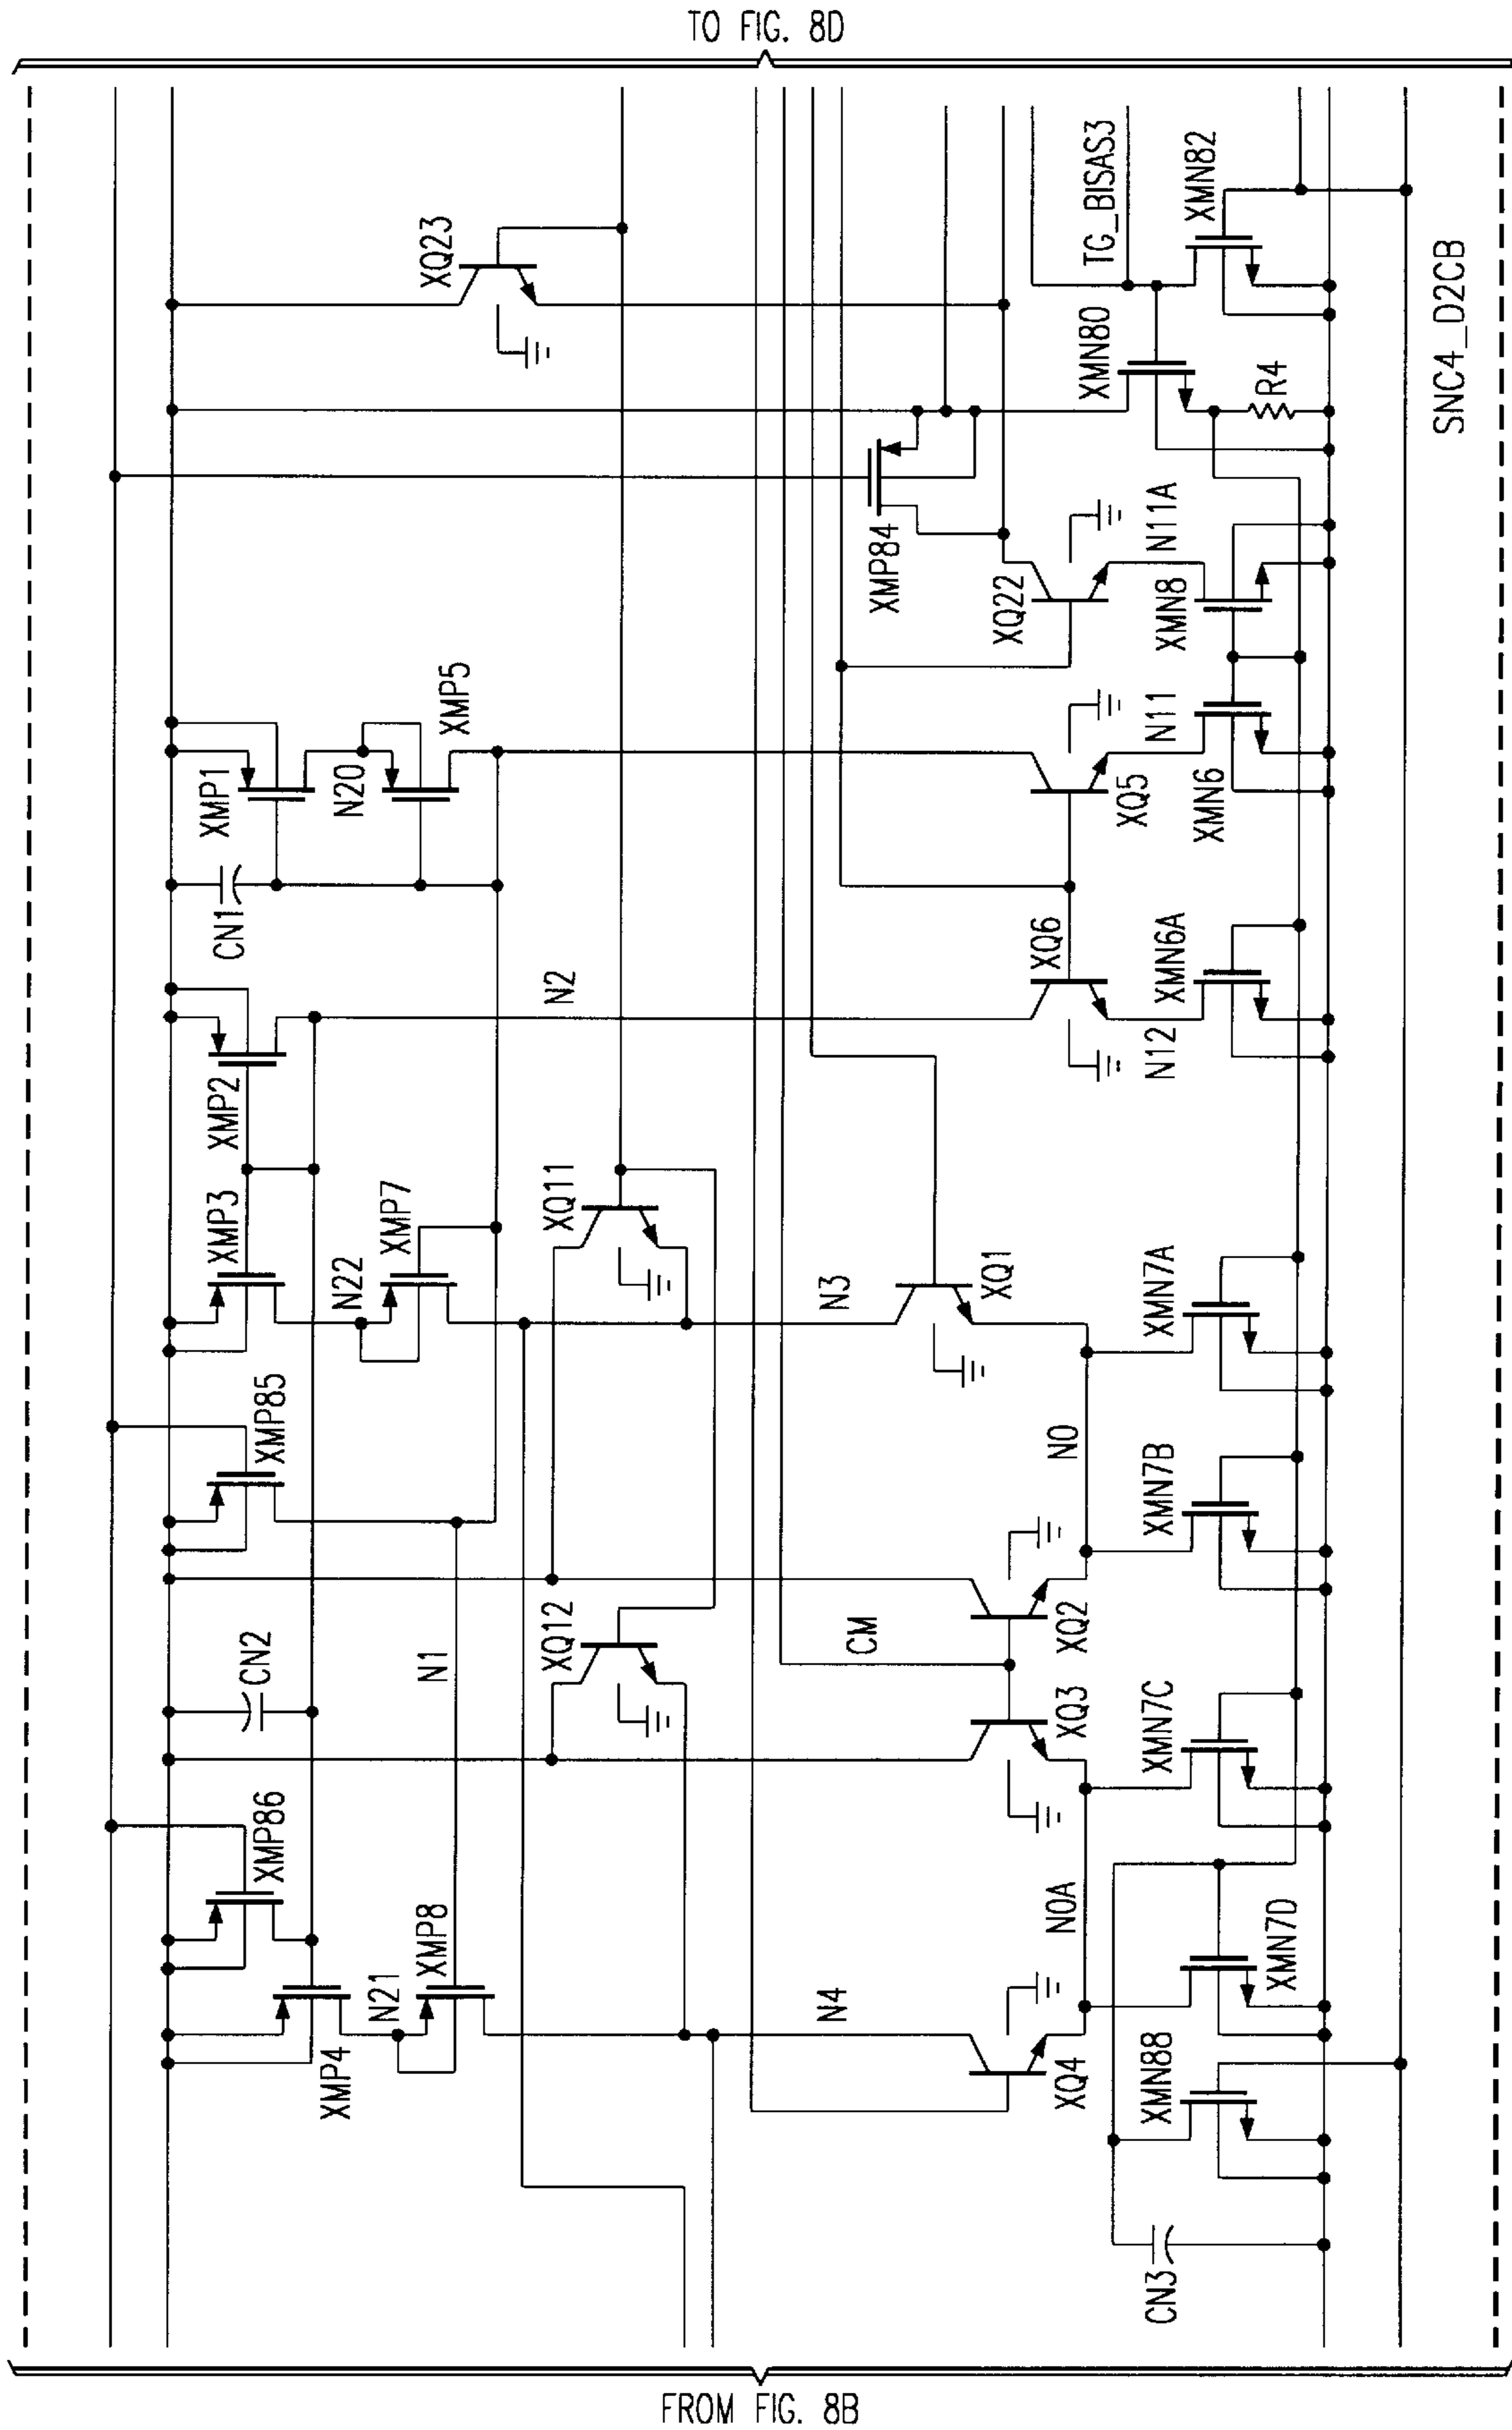 TO FIG. 8D
XQ23
TG_BISAS3
XMN82
XMN80
R4
SNC4_D2CB
XMP84
XQ22
N11A
XMN8
XMP1
N20
XMP5
CN1
XQ5
N11
XMN6
XMP2
N2
XQ6
N12
XMN6A
XMP3
N22
XMP7
XQ11
N3
XQ1
XMN7A
XMP85
N0
XMN7B
CN2
N1
XQ12
CM
XQ2
XQ3
XMN7C
XMP86
XMP8
N21
XMP4
N4
N0A
XQ4
XMN7D
XMN88
CN3
FROM FIG. 8B